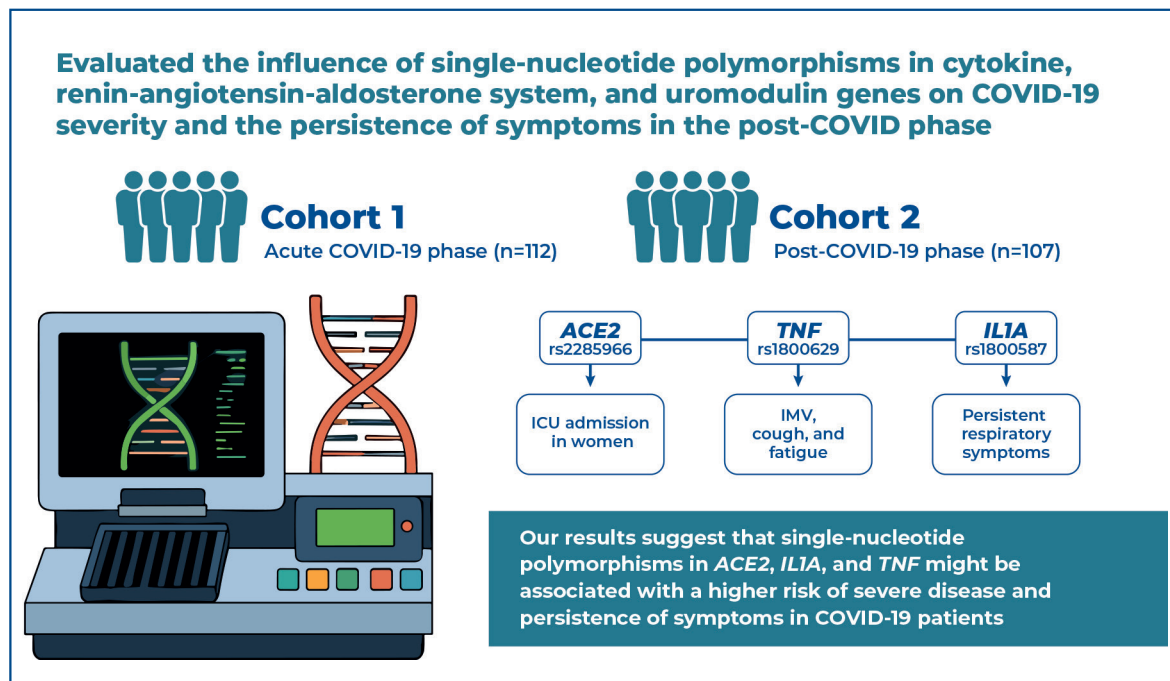 Evaluated the influence of single-nucleotide polymorphisms in cytokine,
renin-angiotensin-aldosterone system, and uromodulin genes on COVID-19
severity and the persistence of symptoms in the post-COVID phase
Cohort 1
Acute COVID-19 phase (n=112)
Cohort 2
Post-COVID-19 phase (n=107)
ACE2
rs2285966
TNF
rs1800629
IL1A
rs1800587
ICU admission
in women
IMV,
cough, and
fatigue
Persistent
respiratory
symptoms
Our results suggest that single-nucleotide
polymorphisms in ACE2, IL1A, and TNF might be
associated with a higher risk of severe disease and
persistence of symptoms in COVID-19 patients